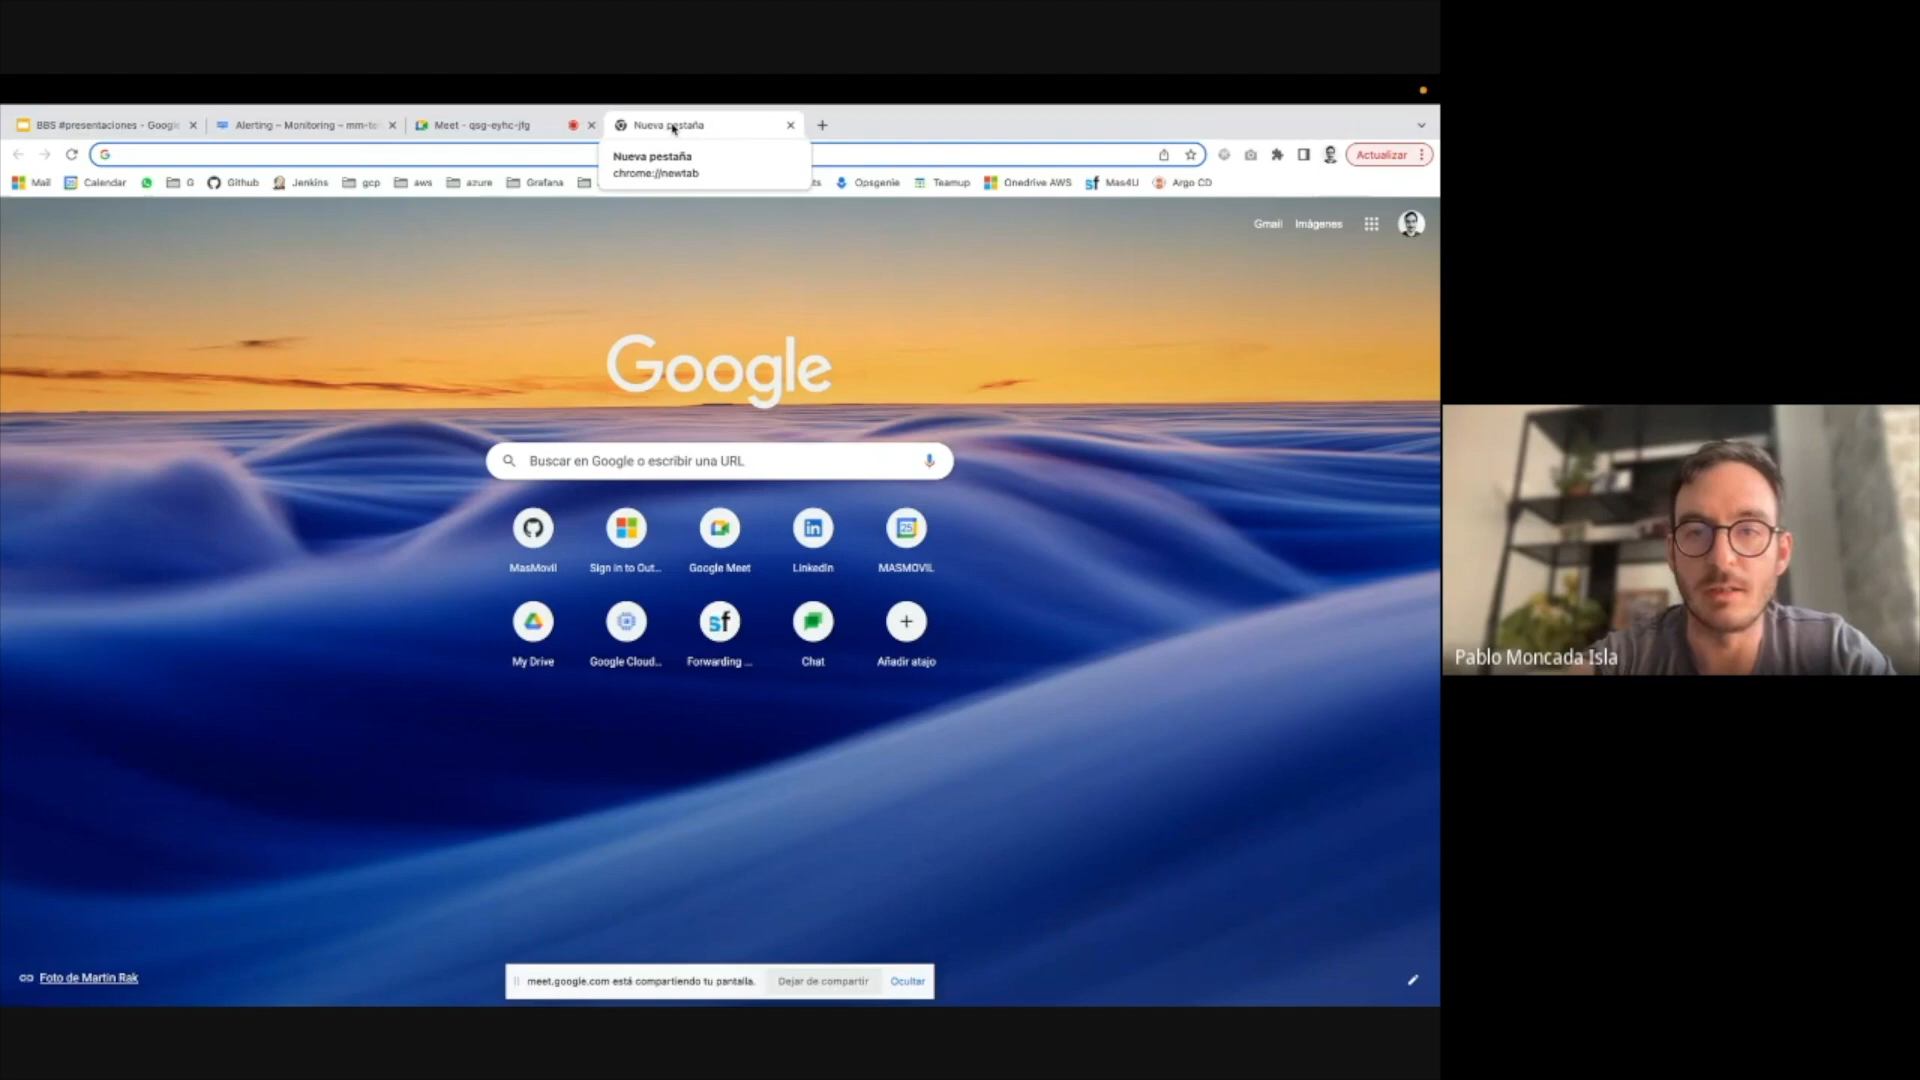 BBS #presentaciones - Google
Alerting – Monitoring – mm-te
Meet - qsg-eyhc-jfg
Nueva pestaña
Actualizar
Nueva pestaña
chrome://newtab
Mail
Calendar
G
Github
Jenkins
gcp
aws
azure
Grafana
ts
Opsgenie
Teamup
Onedrive AWS
Mas4U
Argo CD
Gmail
Imágenes
Google
Buscar en Google o escribir una URL
MasMovil
Sign in to Out...
Google Meet
LinkedIn
MASMOVIL
My Drive
Google Cloud...
Forwarding ...
Chat
Añadir atajo
Pablo Moncada Isla
Foto de Martin Rak
meet.google.com está compartiendo tu pantalla.
Dejar de compartir
Ocultar